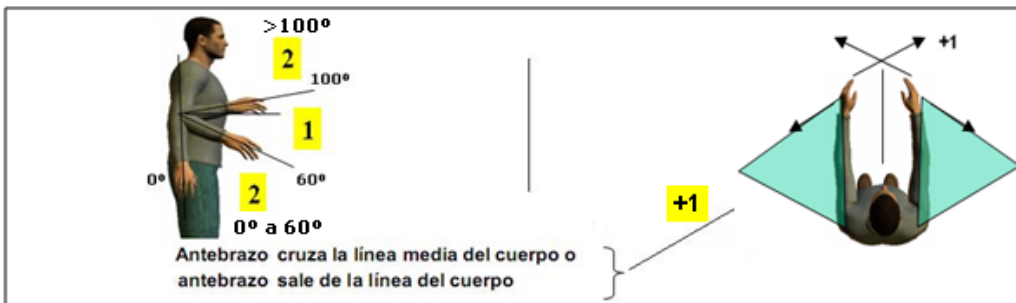 >100º
2
100º
1
0º
60º
2
0º a 60º
+1
+1
Antebrazo cruza la línea media del cuerpo o
antebrazo sale de la línea del cuerpo